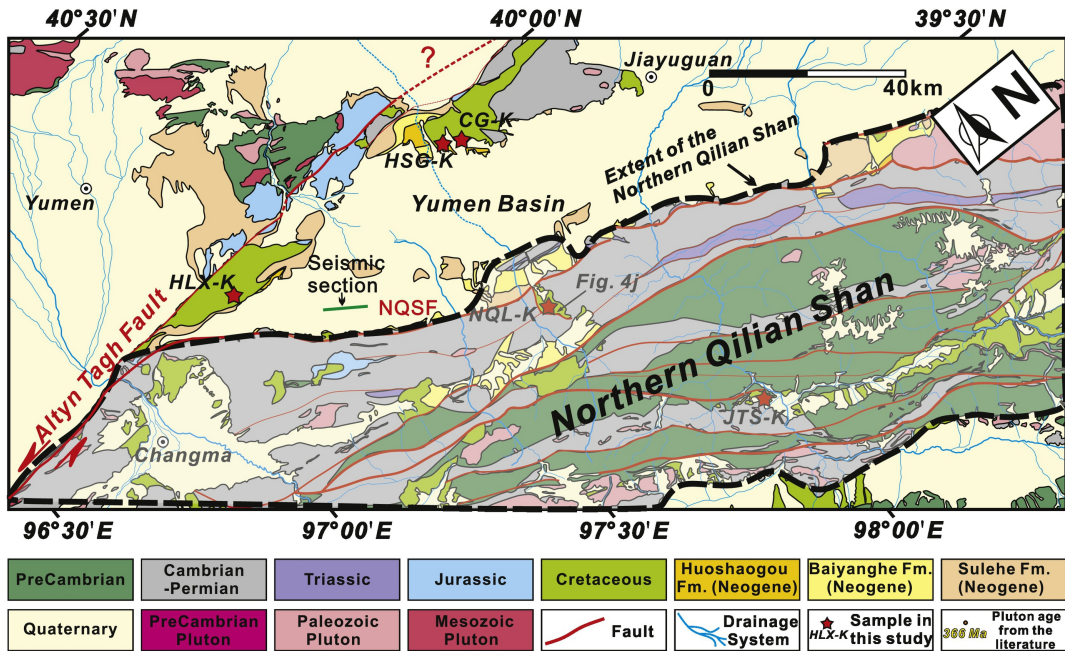 40°30′N
40°00′N
39°30′N
?
Jiayuguan
0
40km
N
CG-K
HSG-K
Extent of the
Northern Qilian Shan
Yumen
Yumen Basin
HLX-K
Seismic
section
NQSF
NQL-K
Fig. 4j
Altyn Tagh Fault
Northern Qilian Shan
JTS-K
Changma
96°30′E
97°00′E
97°30′E
98°00′E
PreCambrian
Cambrian
-Permian
Triassic
Jurassic
Cretaceous
Huoshaogou
Fm. (Neogene)
Baiyanghe Fm.
(Neogene)
Sulehe Fm.
(Neogene)
Quaternary
PreCambrian
Pluton
Paleozoic
Pluton
Mesozoic
Pluton
Fault
Drainage
System
HLX-K
Sample in
this study
366 Ma
Pluton age
from the
literature